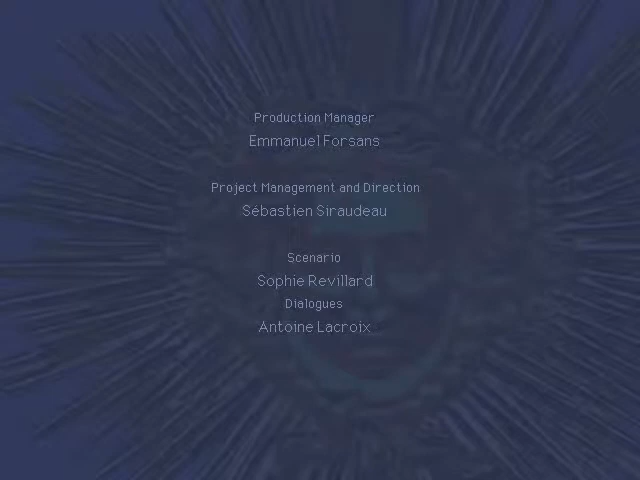 Production Manager
Emmanuel Forsans
Project Management and Direction
Sébastien Siraudeau
Scenario
Sophie Revillard
Dialogues
Antoine Lacroix